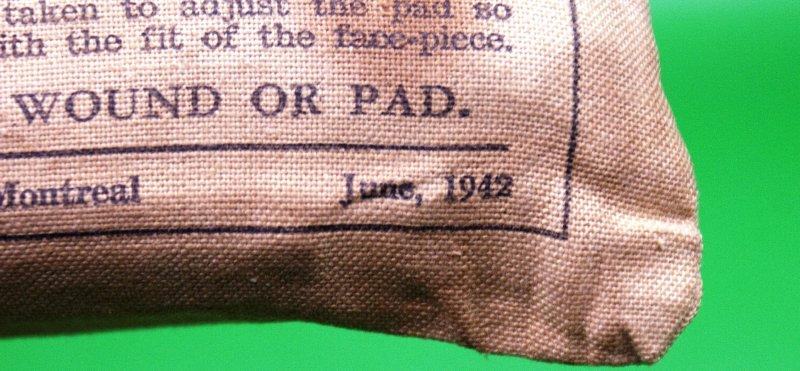 taken to adjust the pad so
ith the fit of the face-piece.
WOUND OR PAD.
Montreal June, 1942